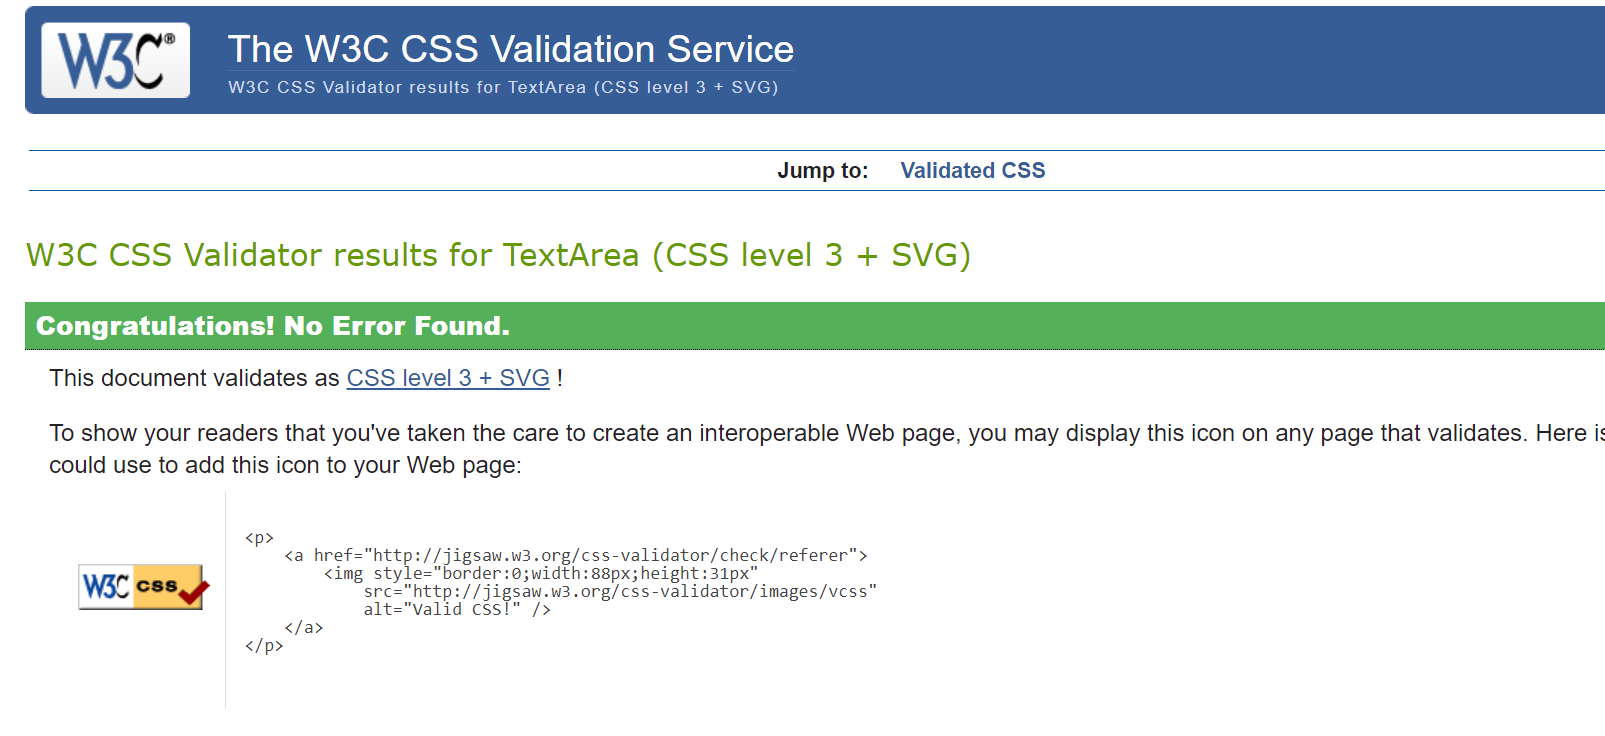 W3C®
The W3C CSS Validation Service
W3C CSS Validator results for TextArea (CSS level 3 + SVG)
Jump to: Validated CSS
W3C CSS Validator results for TextArea (CSS level 3 + SVG)
Congratulations! No Error Found.
This document validates as CSS level 3 + SVG !
To show your readers that you've taken the care to create an interoperable Web page, you may display this icon on any page that validates. Here is
could use to add this icon to your Web page:
W3C css
<p>
    <a href="http://jigsaw.w3.org/css-validator/check/referer">
        <img style="border:0;width:88px;height:31px"
            src="http://jigsaw.w3.org/css-validator/images/vcss"
            alt="Valid CSS!" />
    </a>
</p>